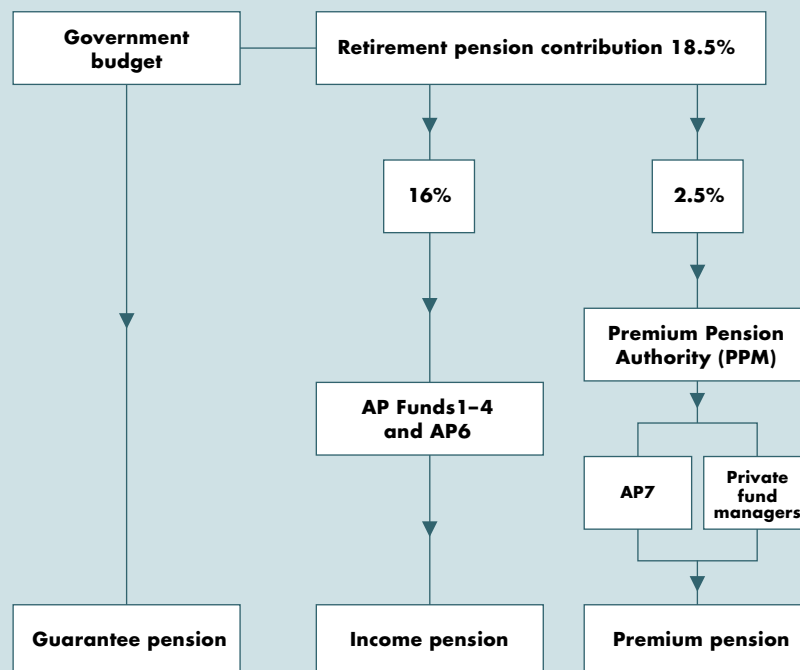 Government
budget
Retirement pension contribution 18.5%
16%
2.5%
Premium Pension
Authority (PPM)
AP Funds1–4
and AP6
AP7
Private
fund
managers
Guarantee pension
Income pension
Premium pension